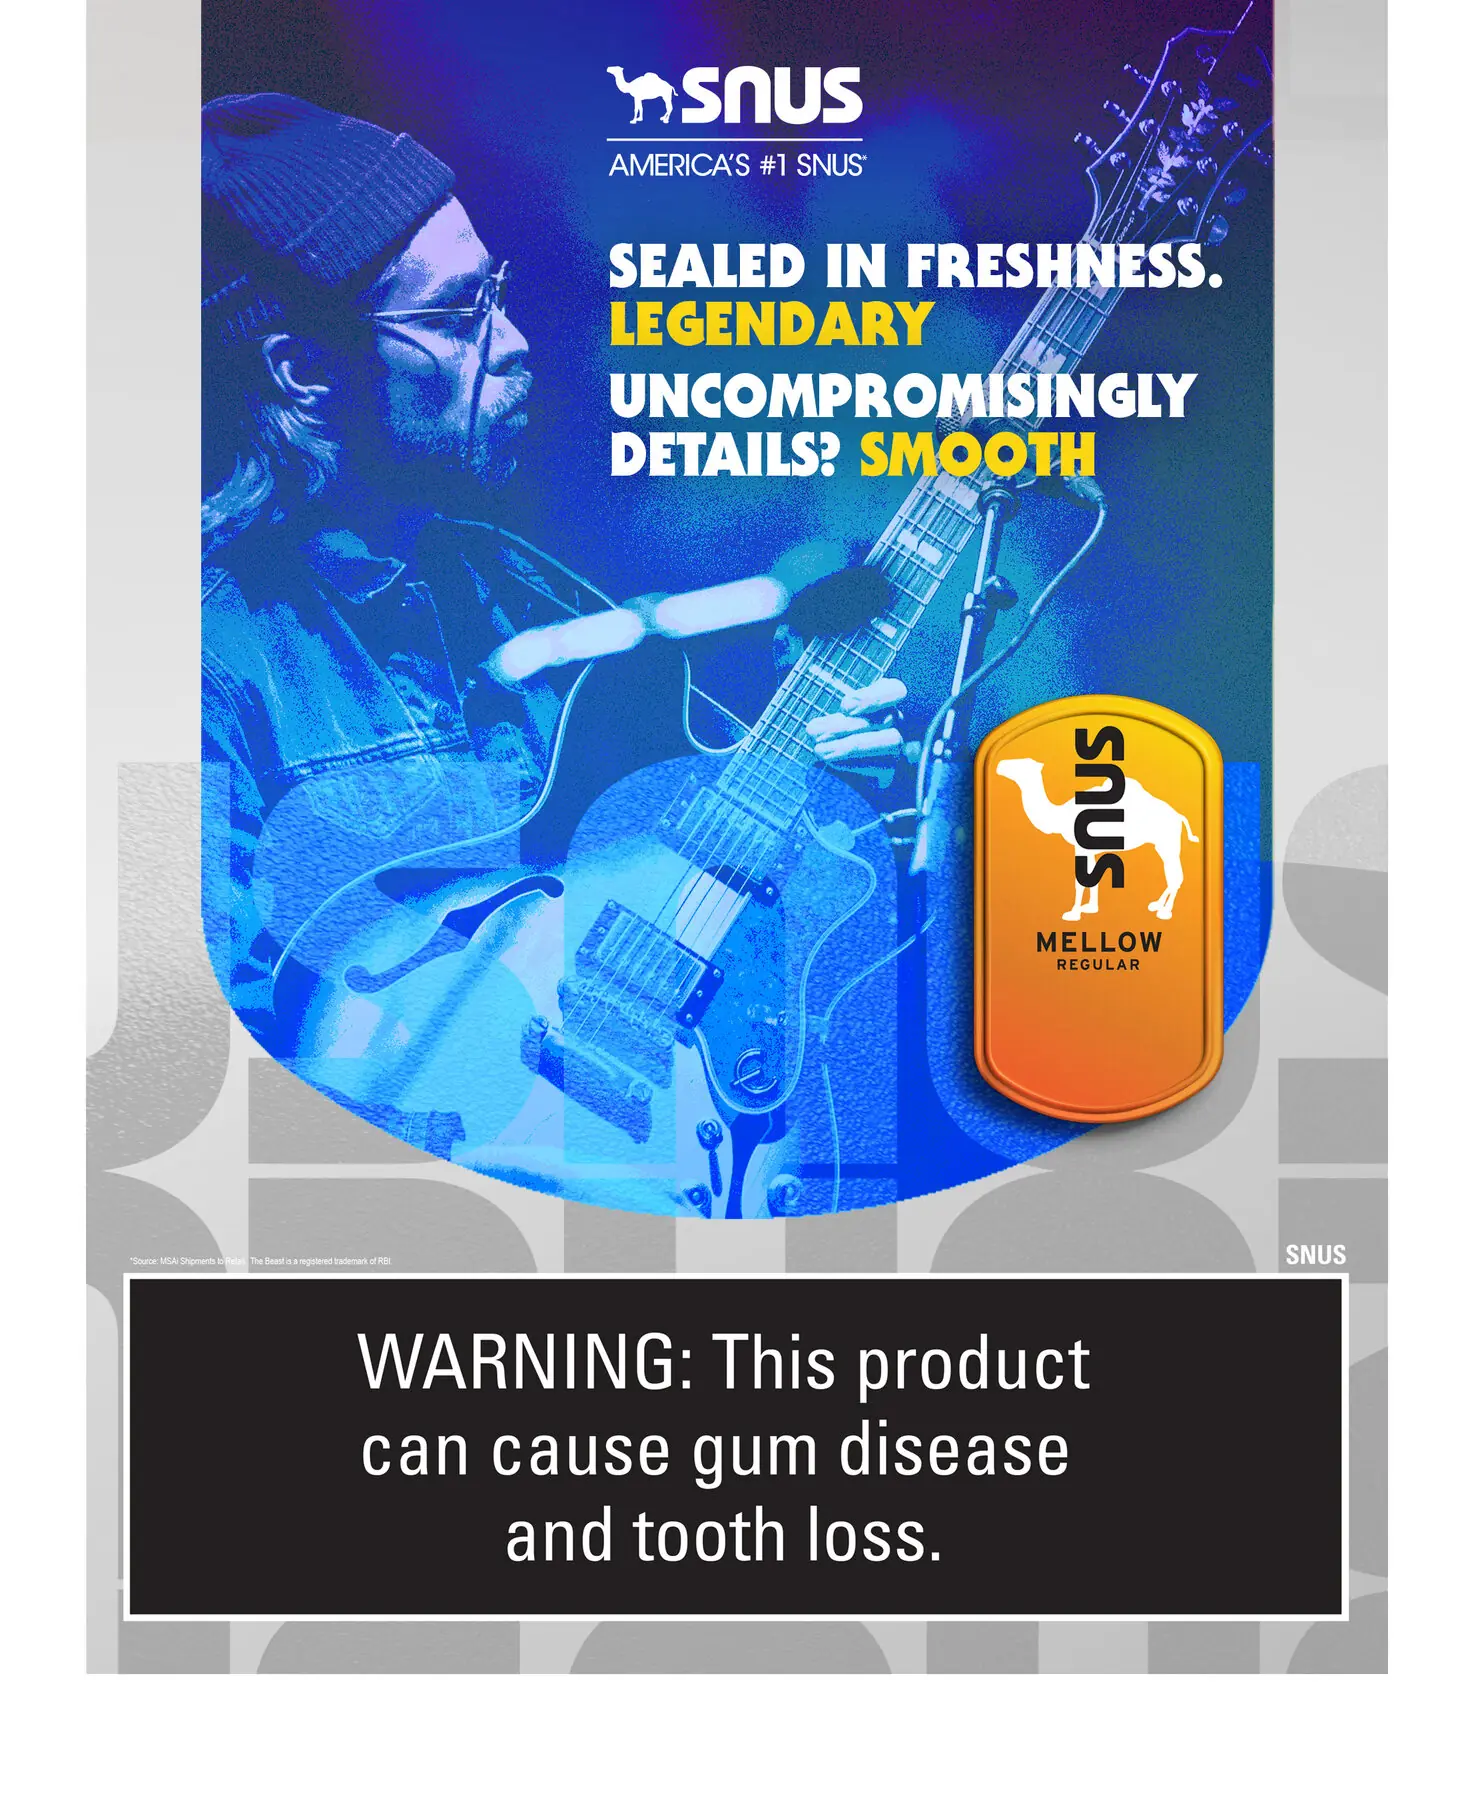 SNUS
AMERICA'S #1 SNUS*
SEALED IN FRESHNESS.
LEGENDARY
UNCOMPROMISINGLY
DETAILS? SMOOTH
SNUS
MELLOW
REGULAR
*Source: MSAi Shipments to Retail. The Beast is a registered trademark of RBI.
SNUS
WARNING: This product
can cause gum disease
and tooth loss.